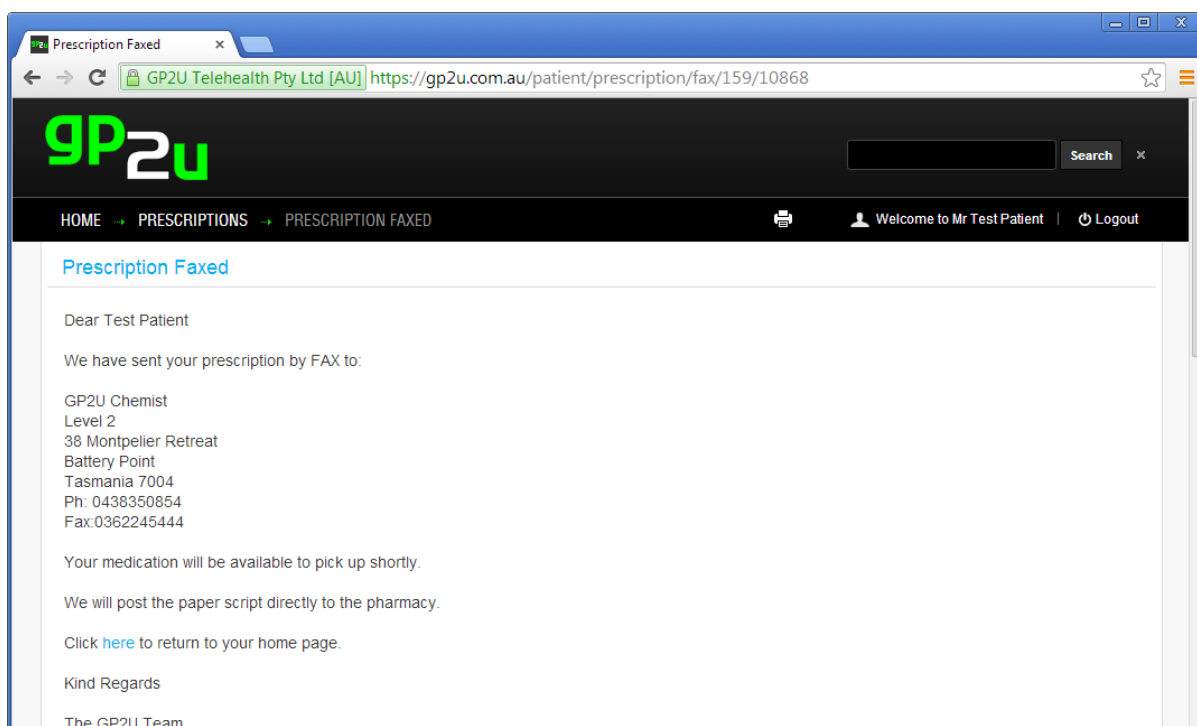 Prescription Faxed
GP2U Telehealth Pty Ltd [AU] https://gp2u.com.au/patient/prescription/fax/159/10868
gp2u
Search
HOME PRESCRIPTIONS PRESCRIPTION FAXED Welcome to Mr Test Patient | Logout
Prescription Faxed
Dear Test Patient
We have sent your prescription by FAX to:
GP2U Chemist
Level 2
38 Montpelier Retreat
Battery Point
Tasmania 7004
Ph: 0438350854
Fax:0362245444
Your medication will be available to pick up shortly.
We will post the paper script directly to the pharmacy.
Click here to return to your home page.
Kind Regards
The GP2U Team